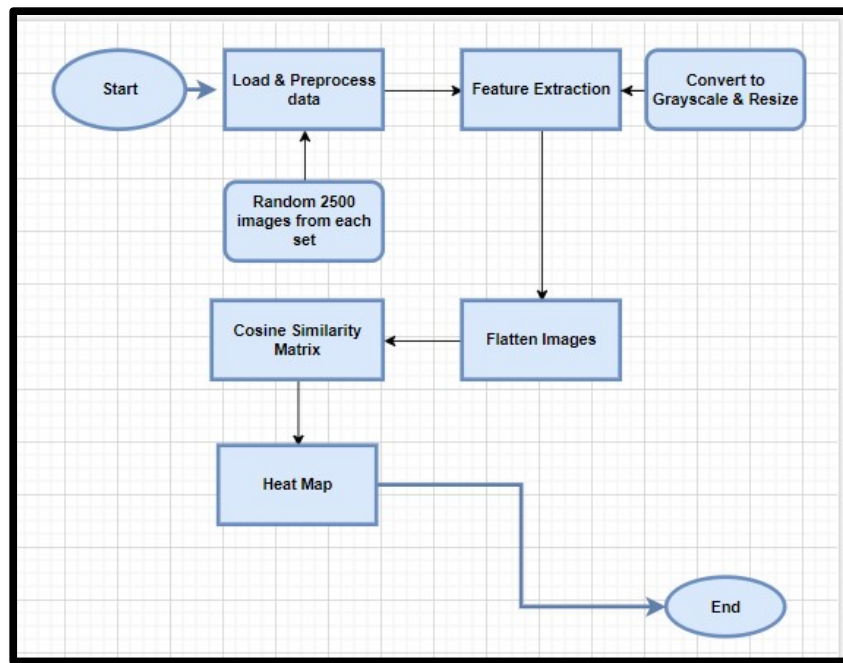 Start
Load & Preprocess
data
Feature Extraction
Convert to
Grayscale & Resize
Random 2500
images from each
set
Cosine Similarity
Matrix
Flatten Images
Heat Map
End